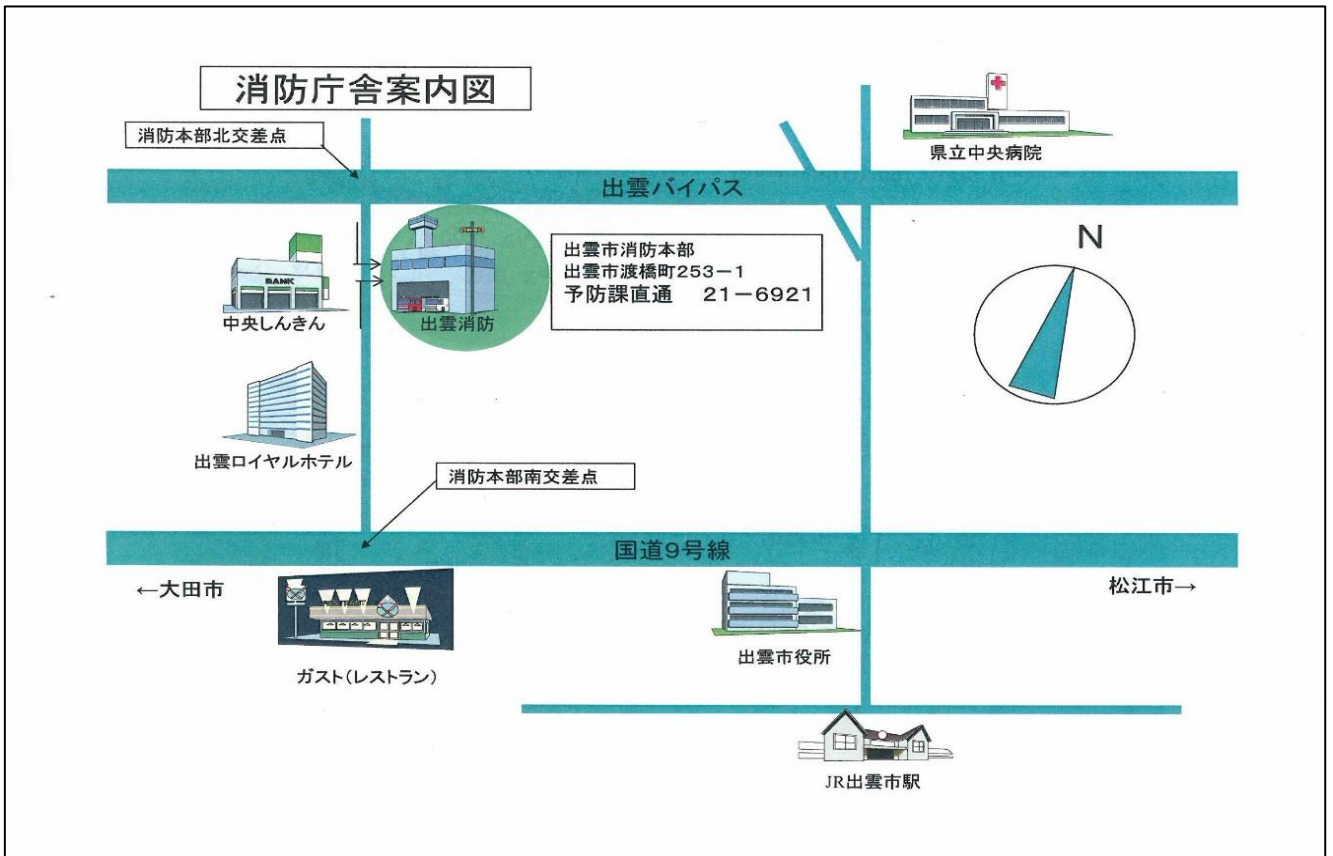 消防庁舎案内図
消防本部北交差点
県立中央病院
出雲バイパス
N
BANK
中央しんきん
出雲消防
出雲市消防本部
出雲市渡橋町253-1
予防課直通 21-6921
出雲ロイヤルホテル
消防本部南交差点
国道9号線
←大田市
松江市→
ガスト(レストラン)
出雲市役所
JR出雲市駅